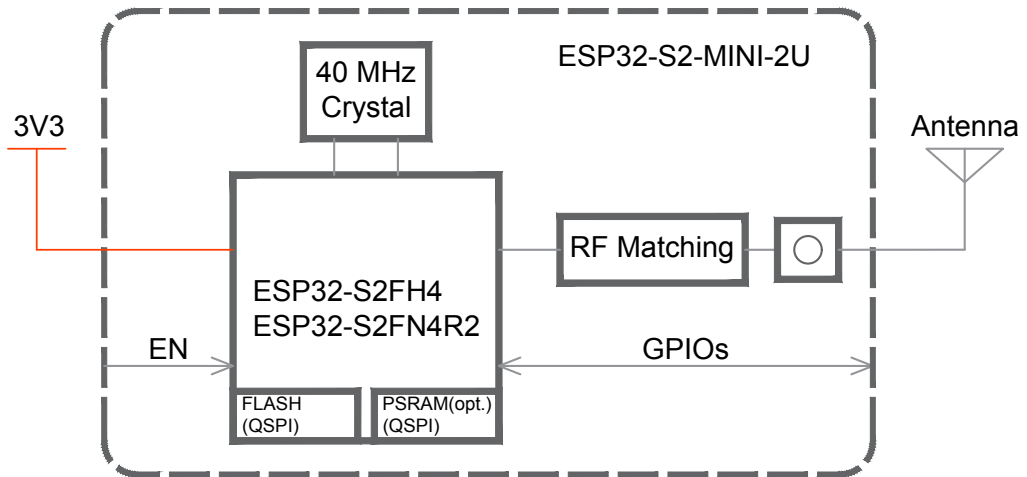 ESP32-S2-MINI-2U
40 MHz
Crystal
3V3
Antenna
RF Matching
ESP32-S2FH4
ESP32-S2FN4R2
EN
GPIOs
FLASH
(QSPI)
PSRAM(opt.)
(QSPI)